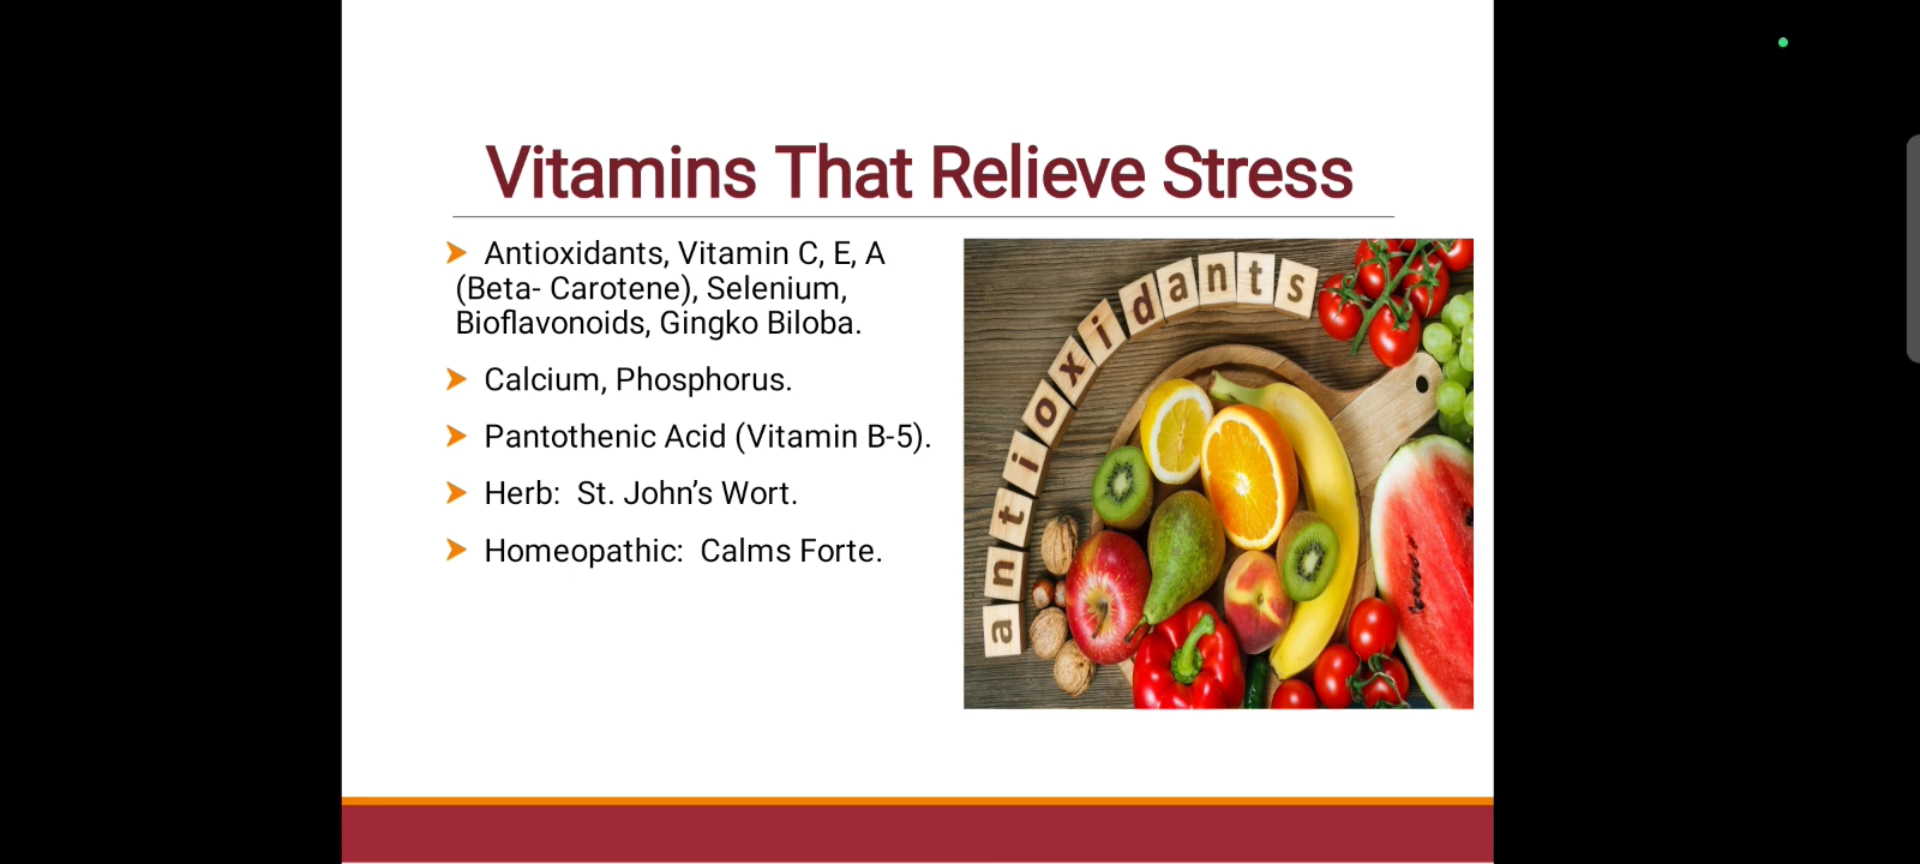 Vitamins That Relieve Stress
➤ Antioxidants, Vitamin C, E, A
(Beta- Carotene), Selenium,
Bioflavonoids, Gingko Biloba.
➤ Calcium, Phosphorus.
➤ Pantothenic Acid (Vitamin B-5).
➤ Herb:  St. John’s Wort.
➤ Homeopathic:  Calms Forte.
antioxidants